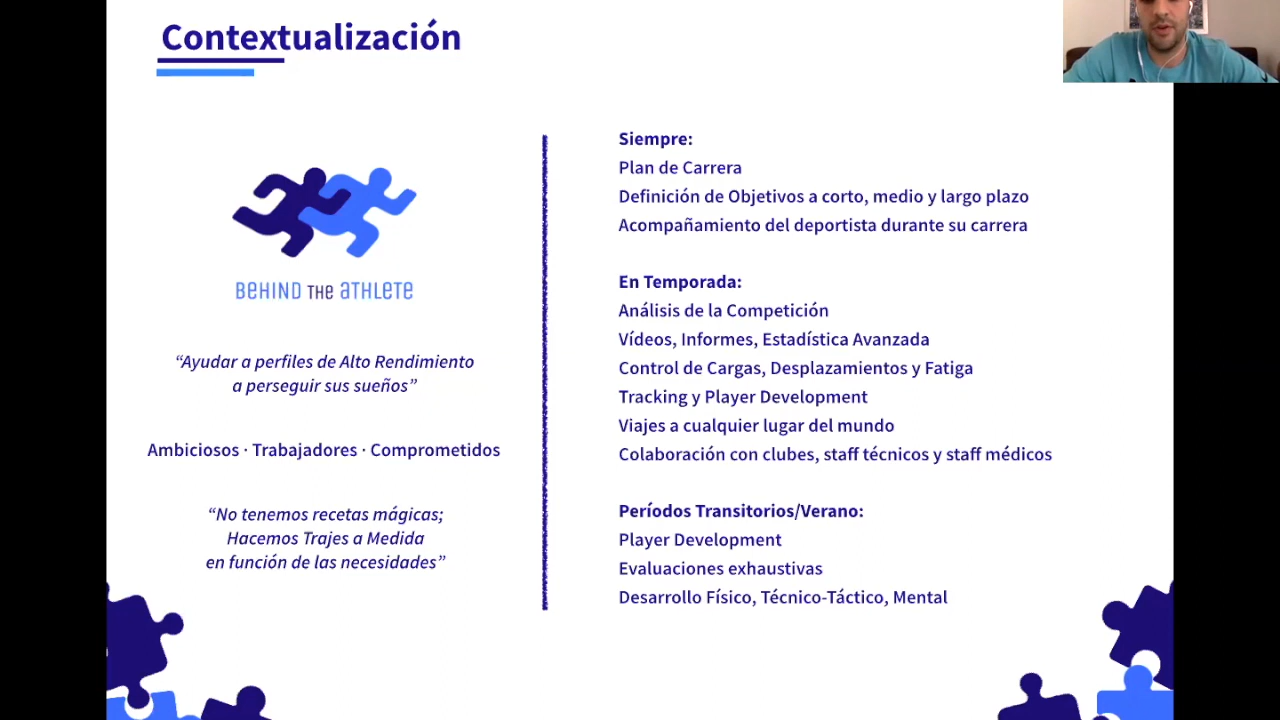 Contextualización
BEHIND THE ATHLETE
“Ayudar a perfiles de Alto Rendimiento
a perseguir sus sueños”
Ambiciosos · Trabajadores · Comprometidos
“No tenemos recetas mágicas;
Hacemos Trajes a Medida
en función de las necesidades”
Siempre:
Plan de Carrera
Definición de Objetivos a corto, medio y largo plazo
Acompañamiento del deportista durante su carrera
En Temporada:
Análisis de la Competición
Vídeos, Informes, Estadística Avanzada
Control de Cargas, Desplazamientos y Fatiga
Tracking y Player Development
Viajes a cualquier lugar del mundo
Colaboración con clubes, staff técnicos y staff médicos
Períodos Transitorios/Verano:
Player Development
Evaluaciones exhaustivas
Desarrollo Físico, Técnico-Táctico, Mental